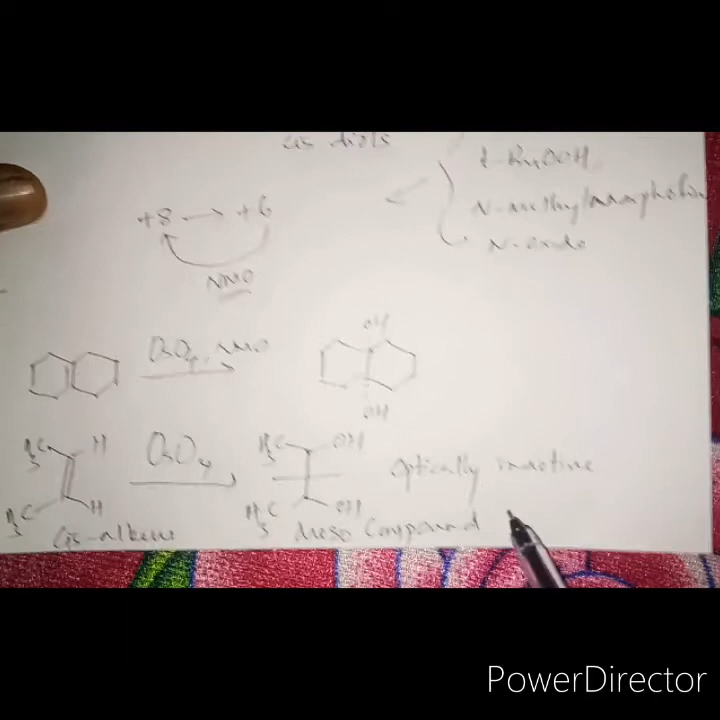 cis diols
t-BuOOH
N-methylmorpholin
N-oxide
+8 → +6
NMO
OsO4, NMO
OH
OH
H3C H OsO4 H3C OH Optically inactive
H3C H H3C OH
Cis-alkene Meso Compound
PowerDirector